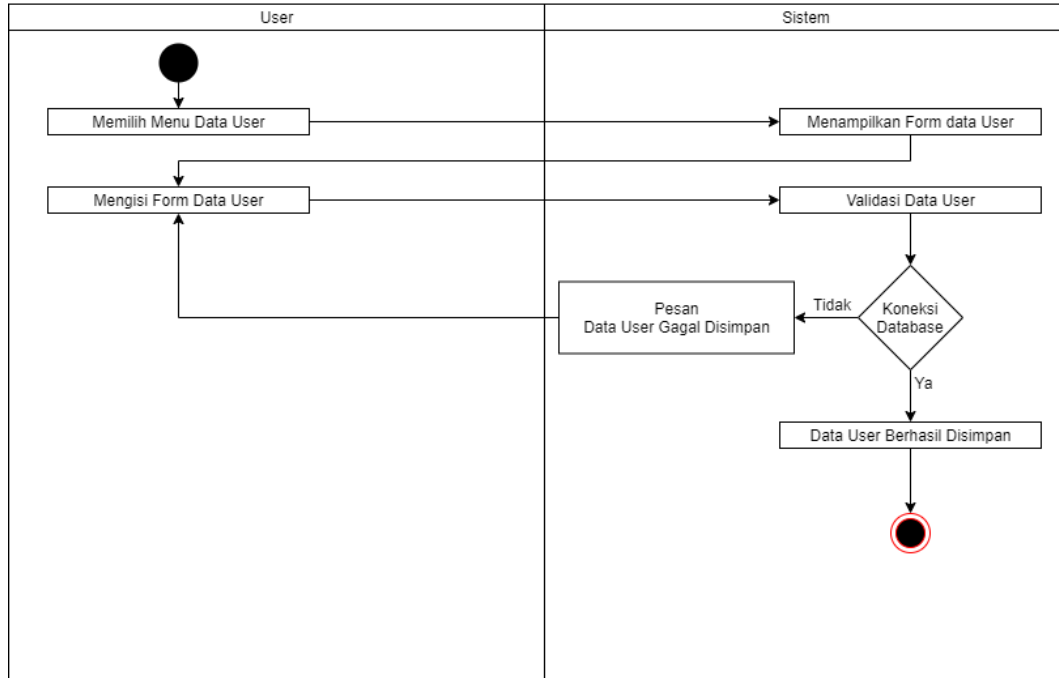 User
Sistem
Memilih Menu Data User
Menampilkan Form data User
Mengisi Form Data User
Validasi Data User
Pesan
Data User Gagal Disimpan
Tidak
Koneksi
Database
Ya
Data User Berhasil Disimpan